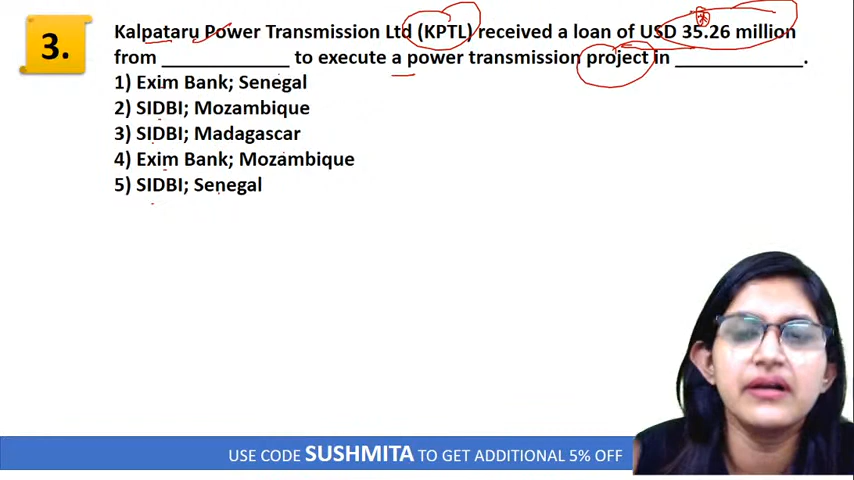 3.
Kalpataru Power Transmission Ltd (KPTL) received a loan of USD 35.26 million
from ____________ to execute a power transmission project in ____________.
1) Exim Bank; Senegal
2) SIDBI; Mozambique
3) SIDBI; Madagascar
4) Exim Bank; Mozambique
5) SIDBI; Senegal
USE CODE SUSHMITA TO GET ADDITIONAL 5% OFF